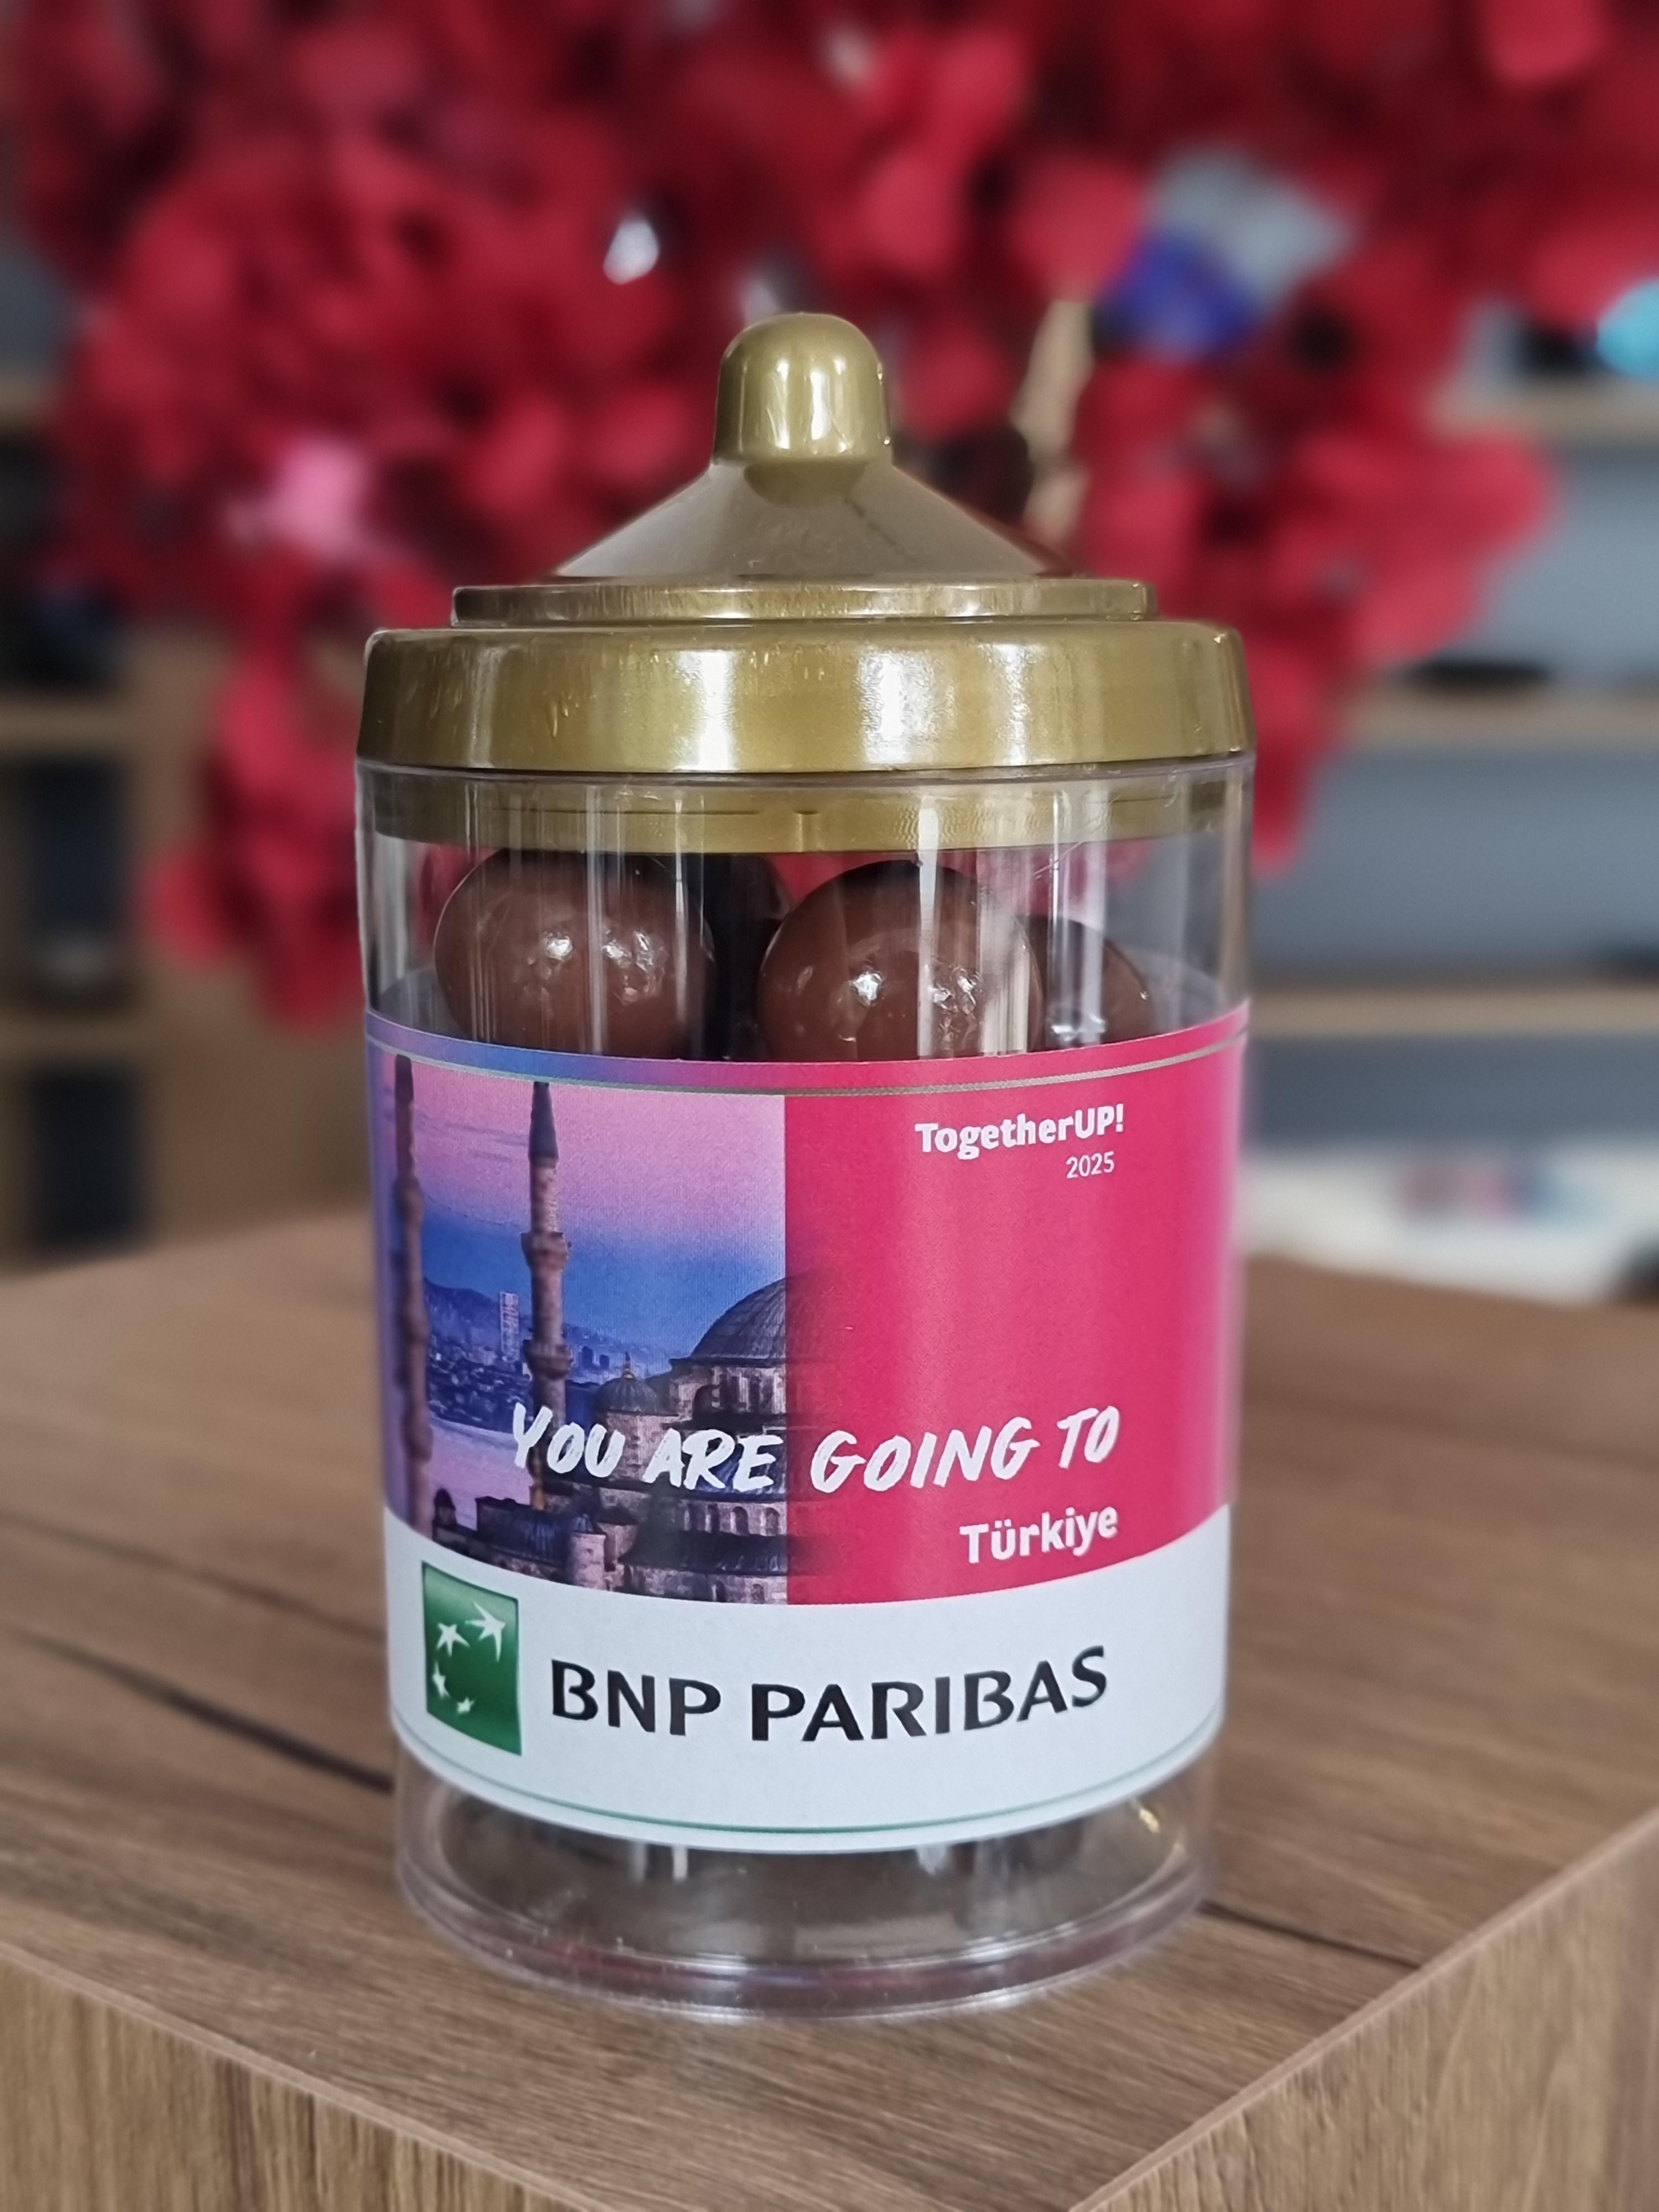 TogetherUP!
2025
YOU ARE GOING TO
Türkiye
BNP PARIBAS